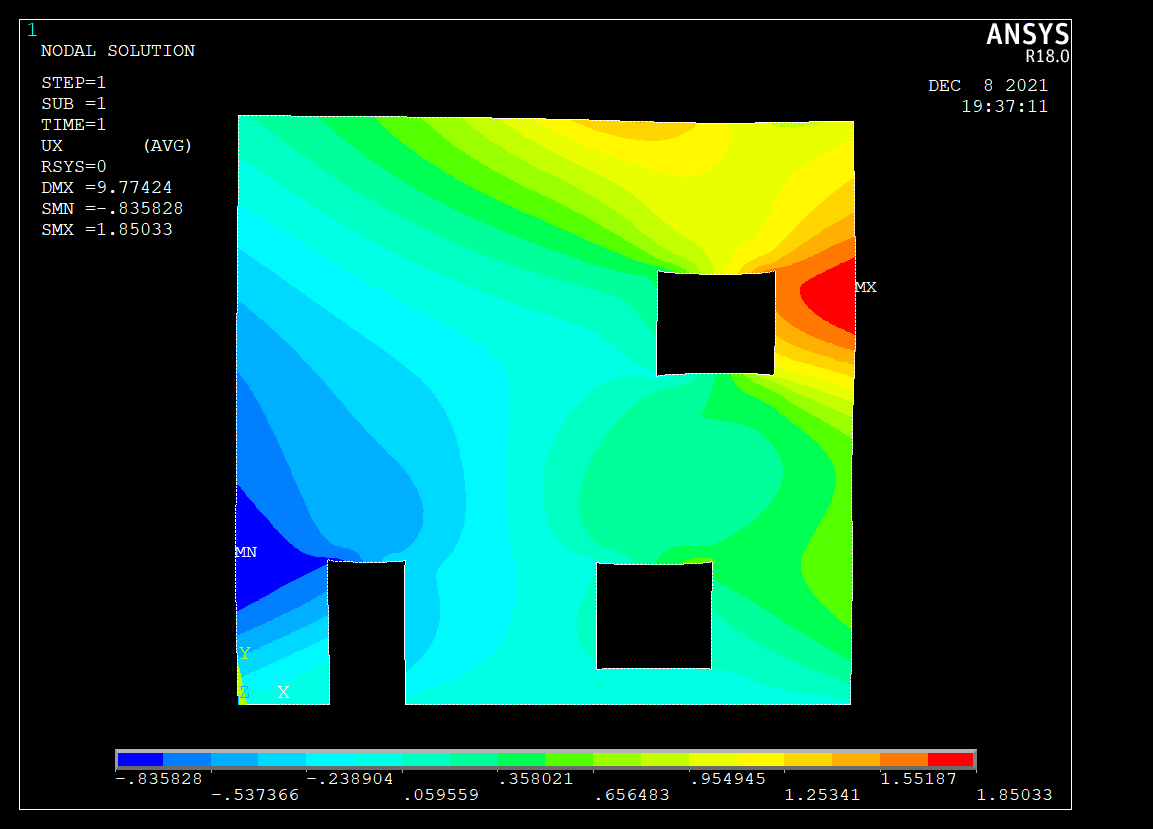 1
NODAL SOLUTION
STEP=1
SUB =1
TIME=1
UX (AVG)
RSYS=0
DMX =9.77424
SMN =-.835828
SMX =1.85033
ANSYS
R18.0
DEC 8 2021
19:37:11
MX
MN
Y
Z X
-.835828 -.238904 .358021 .954945 1.55187
-.537366 .059559 .656483 1.25341 1.85033